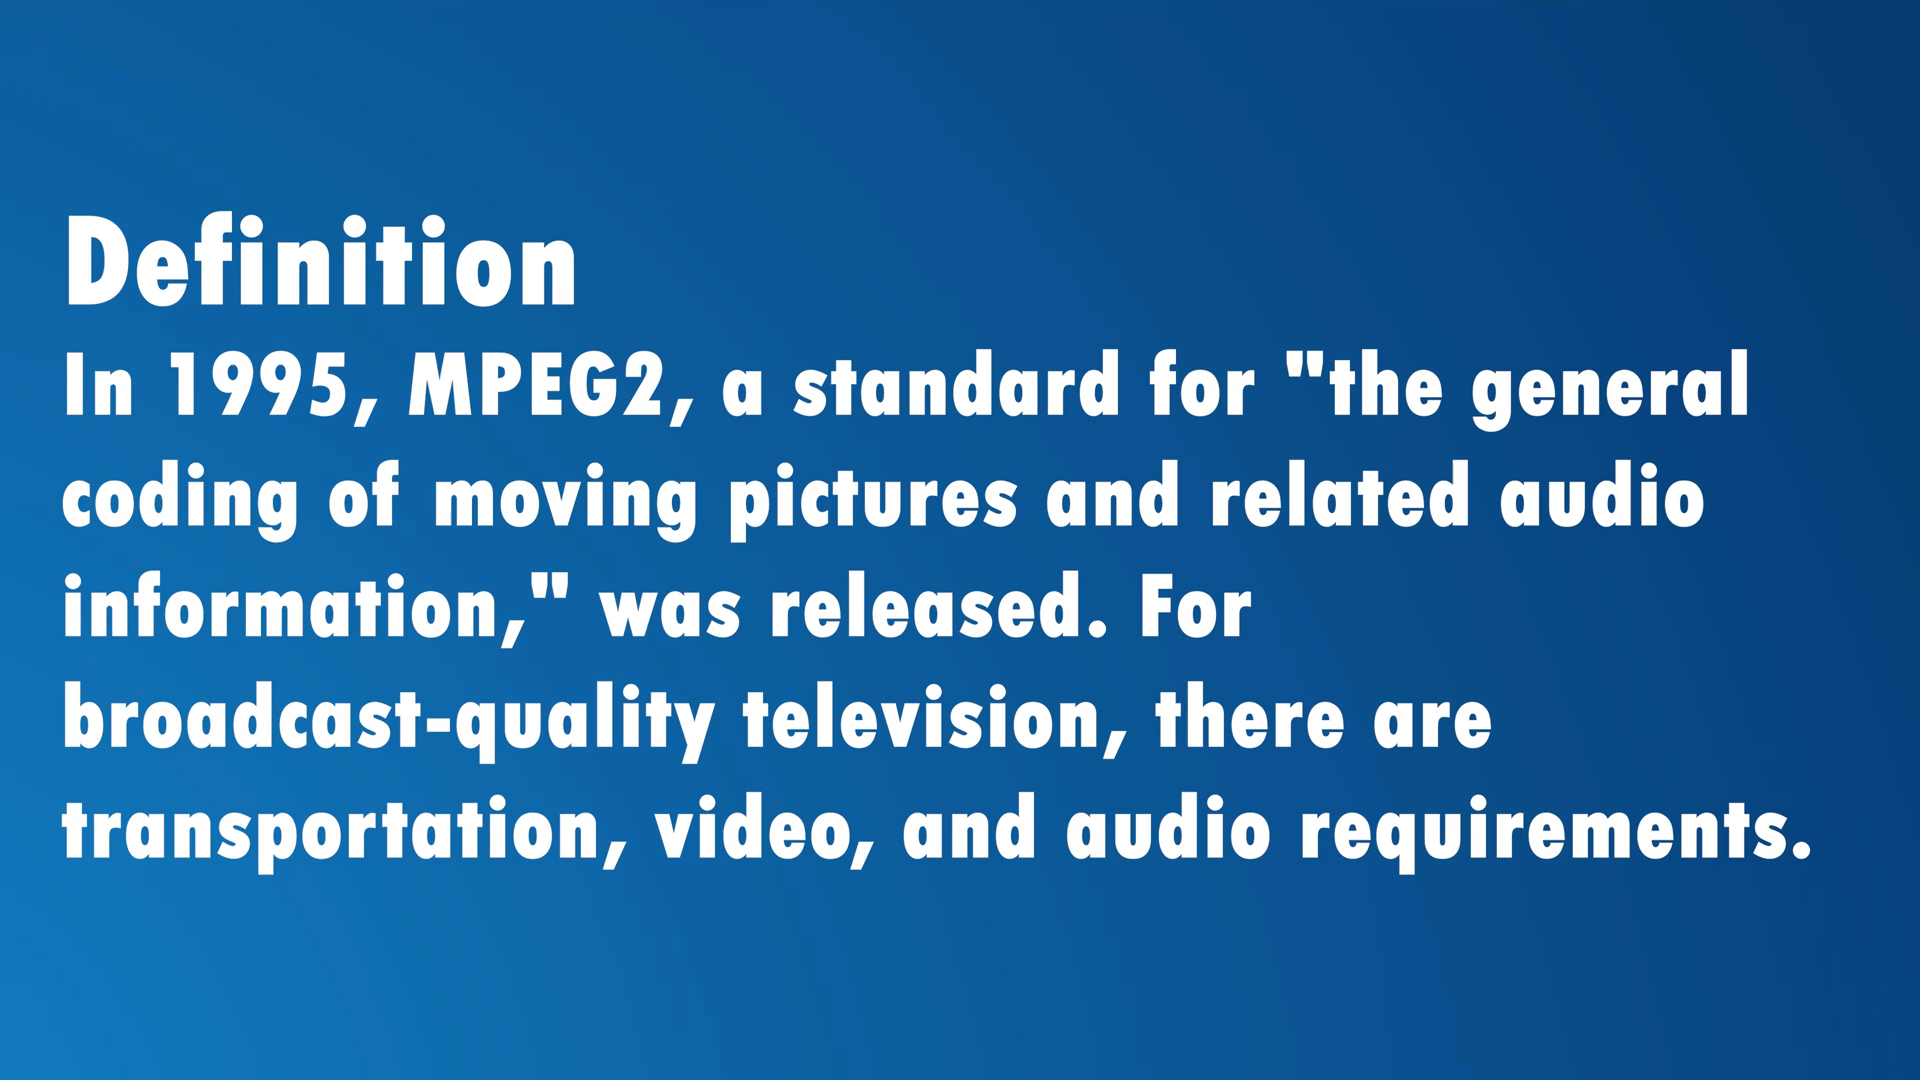 Definition
In 1995, MPEG2, a standard for "the general
coding of moving pictures and related audio
information," was released. For
broadcast-quality television, there are
transportation, video, and audio requirements.